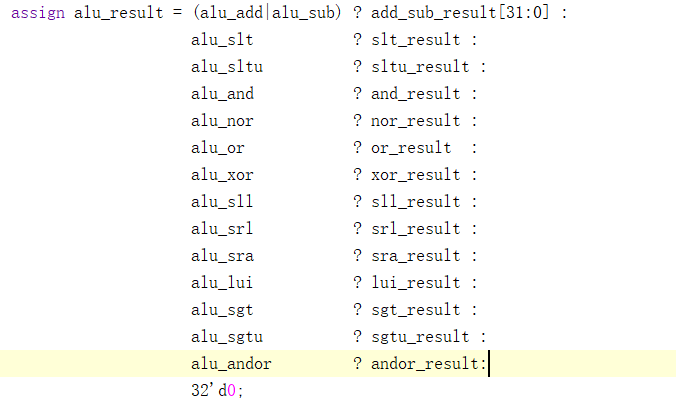 assign alu_result = (alu_add|alu_sub) ? add_sub_result[31:0] :
alu_slt ? slt_result :
alu_sltu ? sltu_result :
alu_and ? and_result :
alu_nor ? nor_result :
alu_or ? or_result :
alu_xor ? xor_result :
alu_sll ? sll_result :
alu_srl ? srl_result :
alu_sra ? sra_result :
alu_lui ? lui_result :
alu_sgt ? sgt_result :
alu_sgtu ? sgtu_result :
alu_andor ? andor_result:
32'd0;